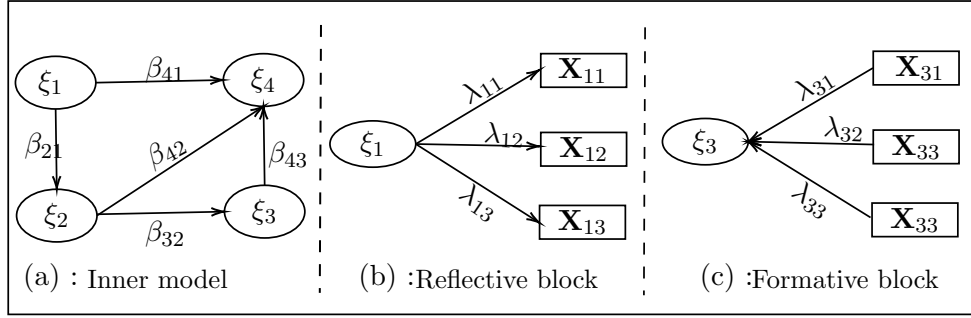 ξ₁ β₄₁ ξ₄
β₂₁ β₄₂ β₄₃
ξ₂ β₃₂ ξ₃
(a) : Inner model
λ₁₁ X₁₁
ξ₁ λ₁₂ X₁₂
λ₁₃ X₁₃
(b) :Reflective block
λ₃₁ X₃₁
ξ₃ λ₃₂ X₃₃
λ₃₃ X₃₃
(c) :Formative block